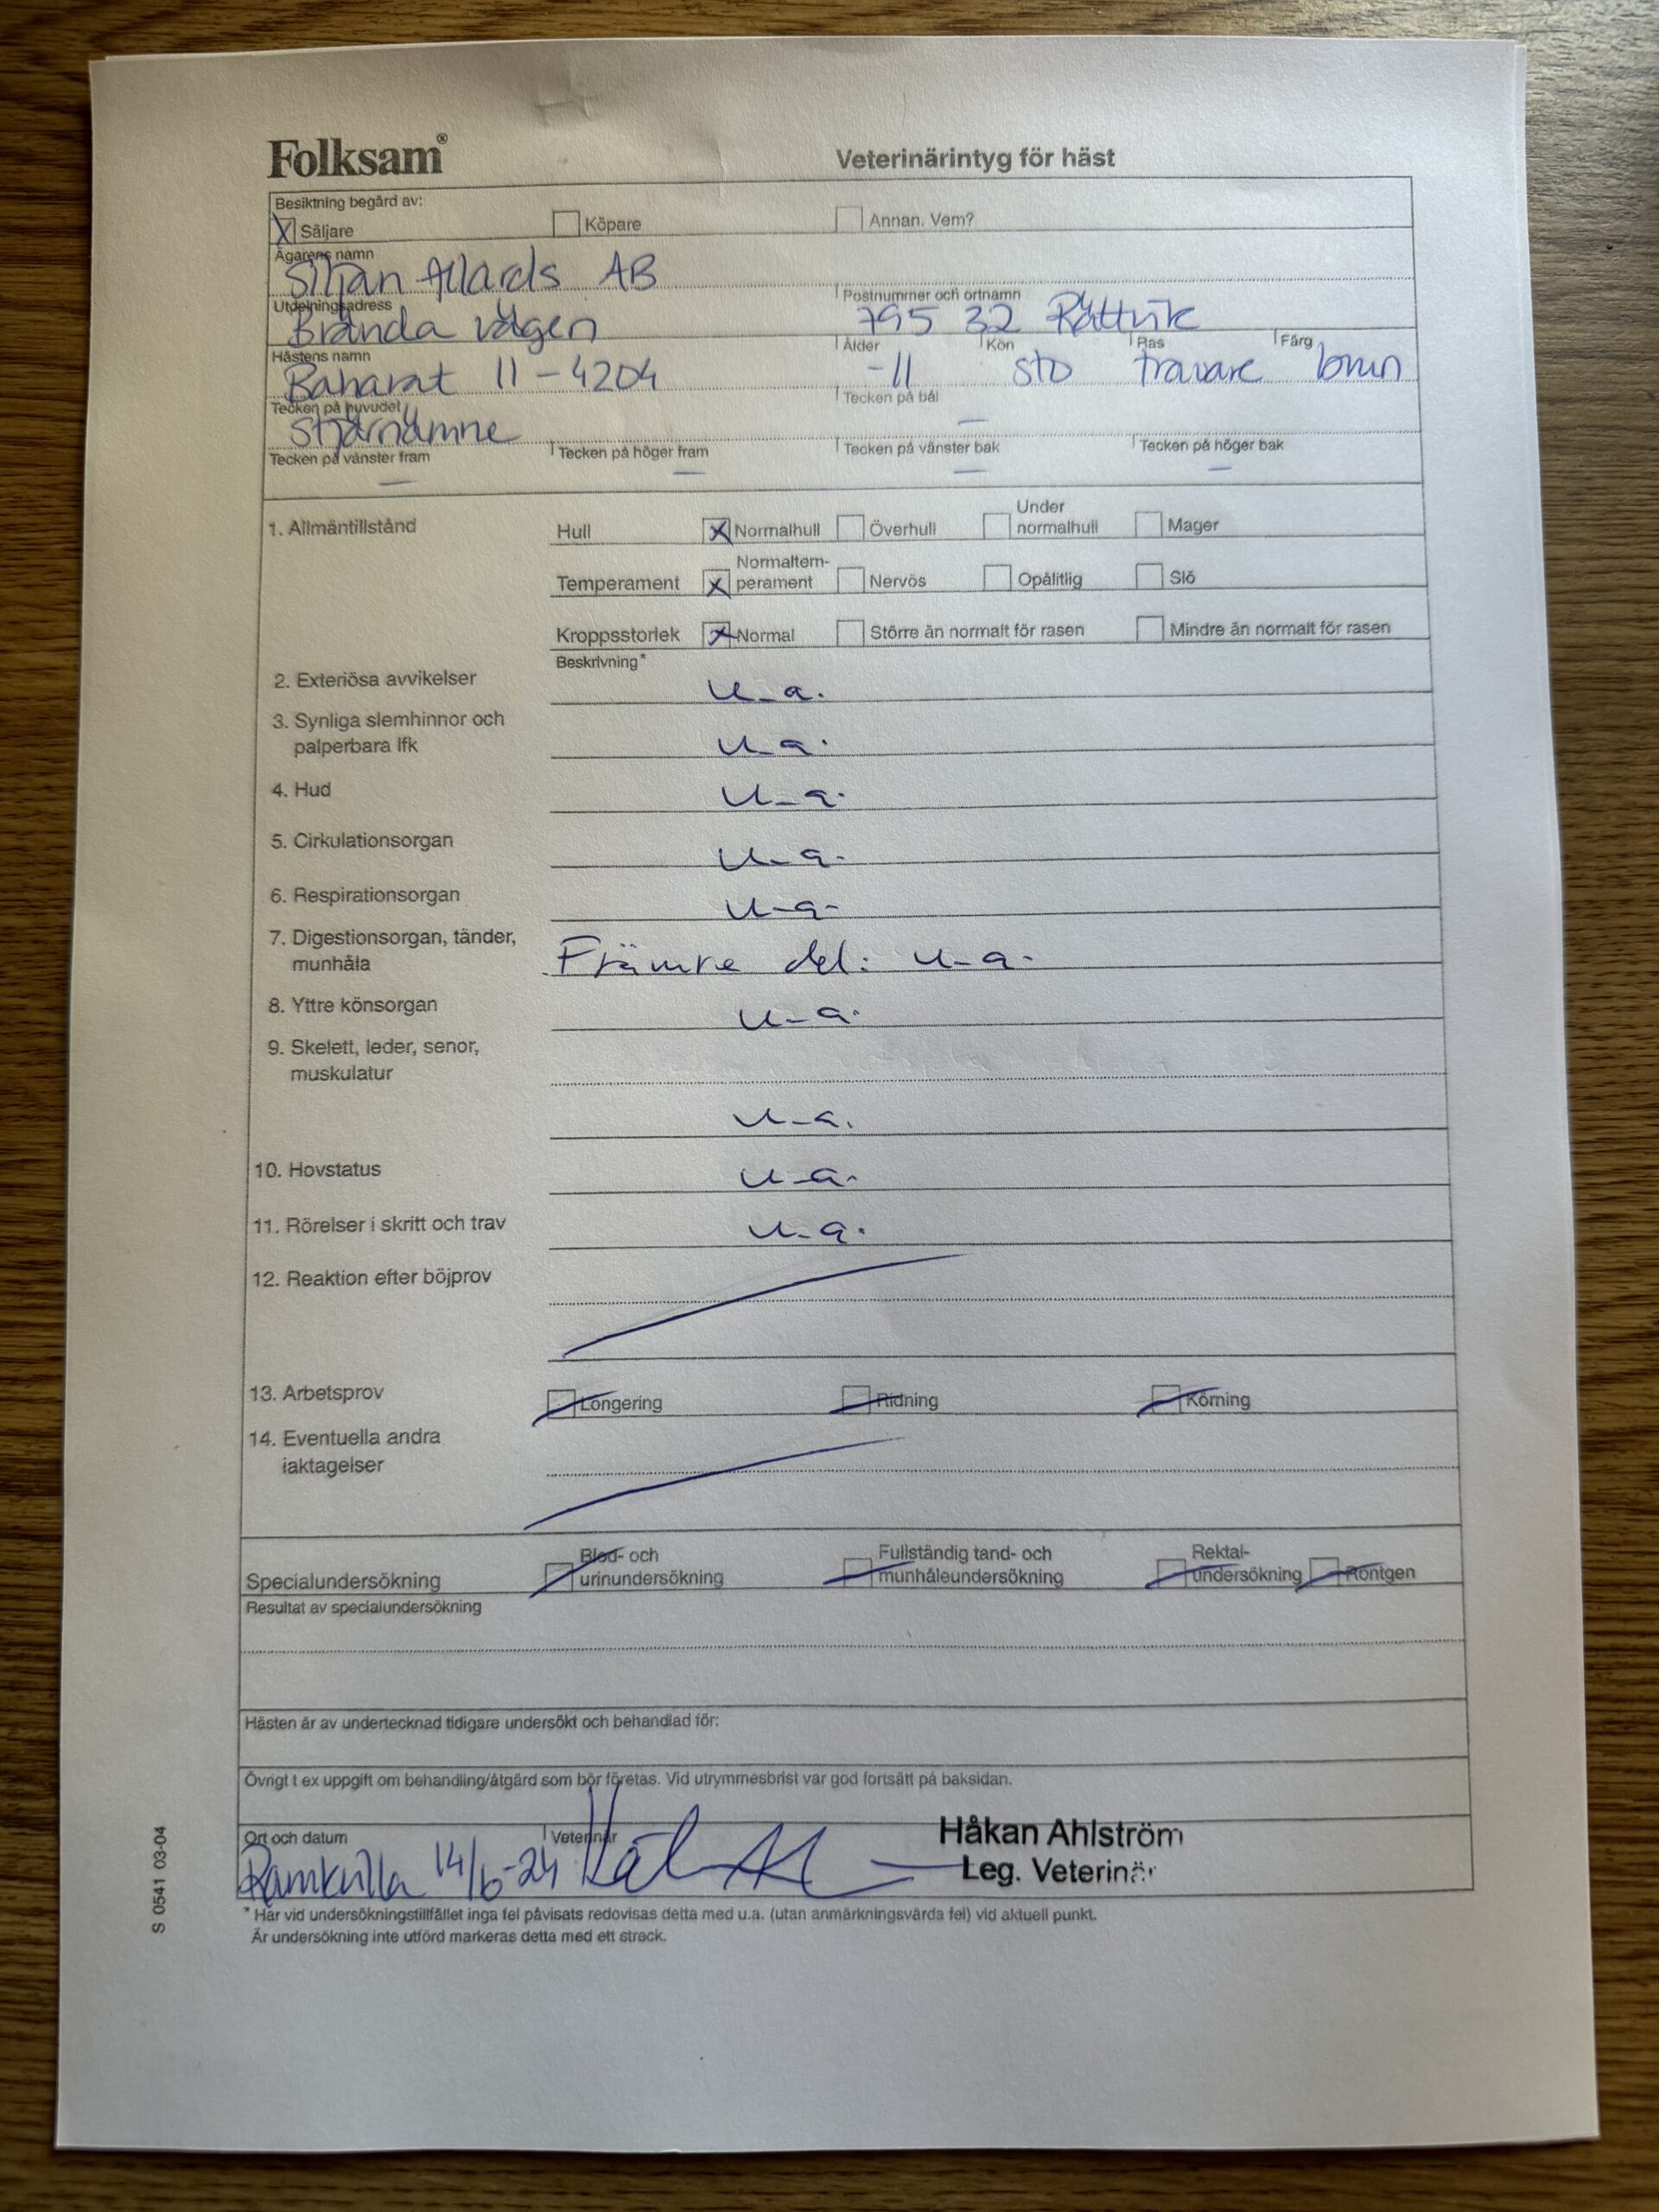 Folksam®
Veterinärintyg för häst
Besiktning begärd av:
X Säljare Köpare Annan. Vem?
Ägarens namn
Siljan Allards AB
Utdelningsadress Postnummer och ortnamn
Brända vägen 795 32 Rättvik
Hästens namn Ålder Kön Ras Färg
Baharat 11-4204 -11 sto travare brun
Tecken på huvudet Tecken på bål
Stjärnämne —
Tecken på vänster fram Tecken på höger fram Tecken på vänster bak Tecken på höger bak
— — — —
1. Allmäntillstånd Hull X Normalhull Överhull Under normalhull Mager
Temperament X Normaltem-
perament Nervös Opålitlig Slö
Kroppsstorlek X Normal Större än normalt för rasen Mindre än normalt för rasen
Beskrivning*
2. Exteriösa avvikelser u.a.
3. Synliga slemhinnor och
palperbara lfk u.a.
4. Hud u.a.
5. Cirkulationsorgan u.a.
6. Respirationsorgan u.a.
7. Digestionsorgan, tänder,
munhåla Främre del: u.a.
8. Yttre könsorgan u.a.
9. Skelett, leder, senor,
muskulatur
u.a.
10. Hovstatus u.a.
11. Rörelser i skritt och trav u.a.
12. Reaktion efter böjprov
13. Arbetsprov Longering Ridning Körning
14. Eventuella andra
iaktagelser
Specialundersökning Blod- och
urinundersökning Fullständig tand- och
munhåleundersökning Rektal-
undersökning Röntgen
Resultat av specialundersökning
Hästen är av undertecknad tidigare undersökt och behandlad för:
Övrigt t ex uppgift om behandling/åtgärd som bör företas. Vid utrymmesbrist var god fortsätt på baksidan.
Ort och datum Veterinär
Ramkvilla 14/6-24
Håkan Ahlström
Leg. Veterinär
* Har vid undersökningstillfället inga fel påvisats redovisas detta med u.a. (utan anmärkningsvärda fel) vid aktuell punkt.
Är undersökning inte utförd markeras detta med ett streck.
S 0541 03-04